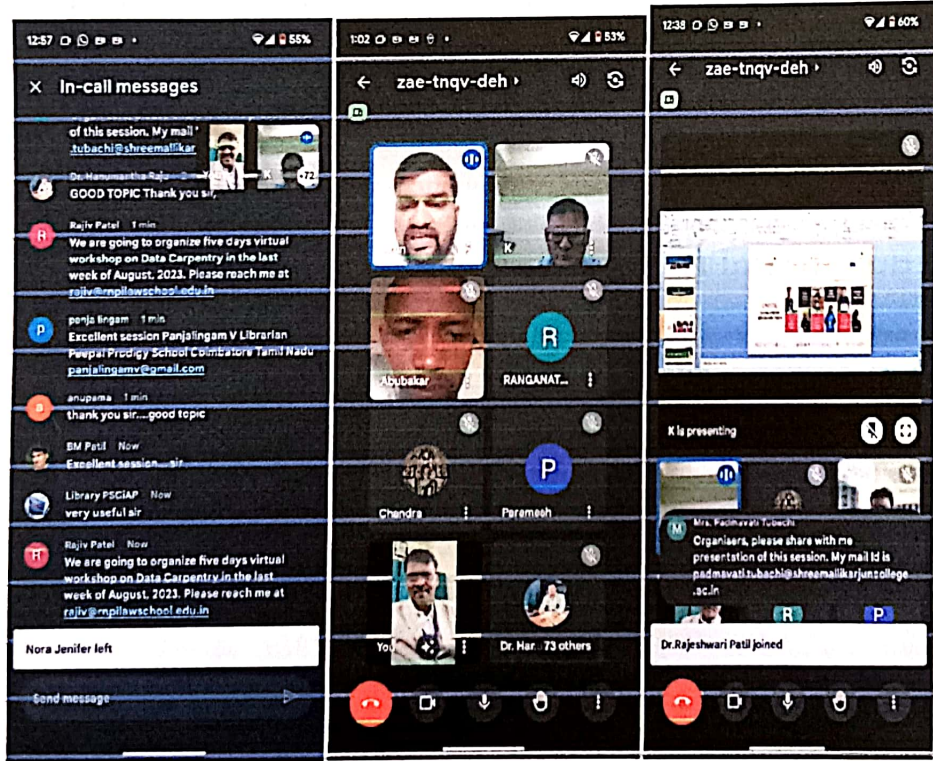 12:57
55%
In-call messages
of this session. My mail
.tubachi@shreemallikar
K
+72
Dr. Hanumantha Raju
GOOD TOPIC Thank you sir,
R
Rajiv Patel 1 min
We are going to organize five days virtual
workshop on Data Carpentry in the last
week of August, 2023. Please reach me at
rajiv@rnpilawschool.edu.in
p
panja lingam 1 min
Excellent session Panjalingam V Librarian
Peepal Prodigy School Coimbatore Tamil Nadu
panjalingamv@gmail.com
a
anupama 1 min
thank you sir....good topic
BM Patil Now
Excellent session... sir
Library PSGIAP Now
very useful sir
R
Rajiv Patel Now
We are going to organize five days virtual
workshop on Data Carpentry in the last
week of August, 2023. Please reach me at
rajiv@rnpilawschool.edu.in
Nora Jenifer left
Send message
1:02
53%
zae-tnqv-deh
K
Abubakar
R
RANGANAT...
Chandra
P
Paramesh
You
Dr. Har... 73 others
12:38
60%
zae-tnqv-deh
K is presenting
M
Mrs. Padmavati Tubachi
Organisers, please share with me
presentation of this session. My mail Id is
padmavati.tubachi@shreemallikarjuncollege
.ac.in
R
P
Dr.Rajeshwari Patil joined